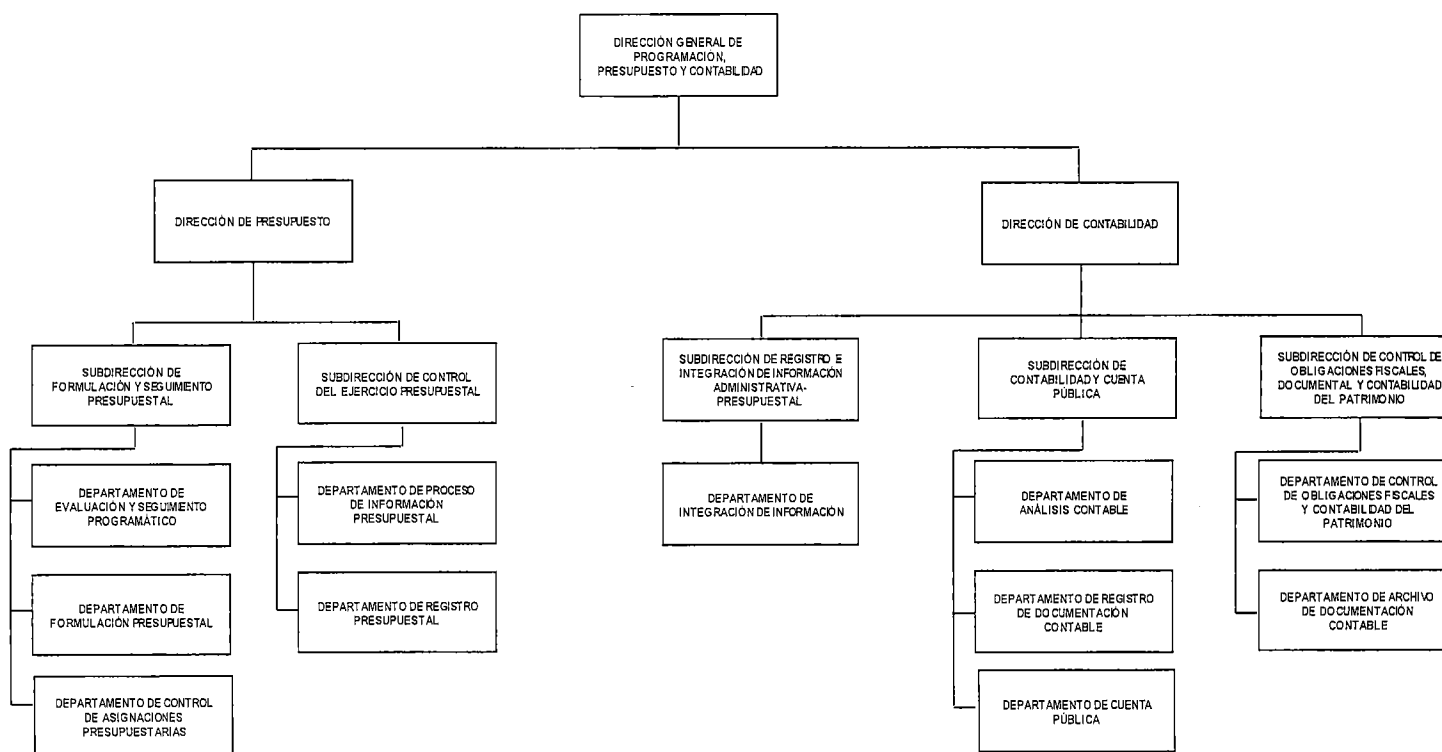 DIRECCIÓN GENERAL DE
PROGRAMACIÓN,
PRESUPUESTO Y CONTABILIDAD
DIRECCIÓN DE PRESUPUESTO
DIRECCIÓN DE CONTABILIDAD
SUBDIRECCIÓN DE
FORMULACIÓN Y SEGUIMIENTO
PRESUPUESTAL
SUBDIRECCIÓN DE CONTROL
DEL EJERCICIO PRESUPUESTAL
SUBDIRECCIÓN DE REGISTRO E
INTEGRACIÓN DE INFORMACIÓN
ADMINISTRATIVA-
PRESUPUESTAL
SUBDIRECCIÓN DE
CONTABILIDAD Y CUENTA
PÚBLICA
SUBDIRECCIÓN DE CONTROL DE
OBLIGACIONES FISCALES,
DOCUMENTAL Y CONTABILIDAD
DEL PATRIMONIO
DEPARTAMENTO DE
EVALUACIÓN Y SEGUIMIENTO
PROGRAMÁTICO
DEPARTAMENTO DE PROCESO
DE INFORMACIÓN
PRESUPUESTAL
DEPARTAMENTO DE
INTEGRACIÓN DE INFORMACIÓN
DEPARTAMENTO DE
ANÁLISIS CONTABLE
DEPARTAMENTO DE CONTROL
DE OBLIGACIONES FISCALES
Y CONTABILIDAD DEL
PATRIMONIO
DEPARTAMENTO DE
FORMULACIÓN PRESUPUESTAL
DEPARTAMENTO DE REGISTRO
PRESUPUESTAL
DEPARTAMENTO DE REGISTRO
DE DOCUMENTACIÓN
CONTABLE
DEPARTAMENTO DE ARCHIVO
DE DOCUMENTACIÓN
CONTABLE
DEPARTAMENTO DE CONTROL
DE ASIGNACIONES
PRESUPUESTARIAS
DEPARTAMENTO DE CUENTA
PÚBLICA